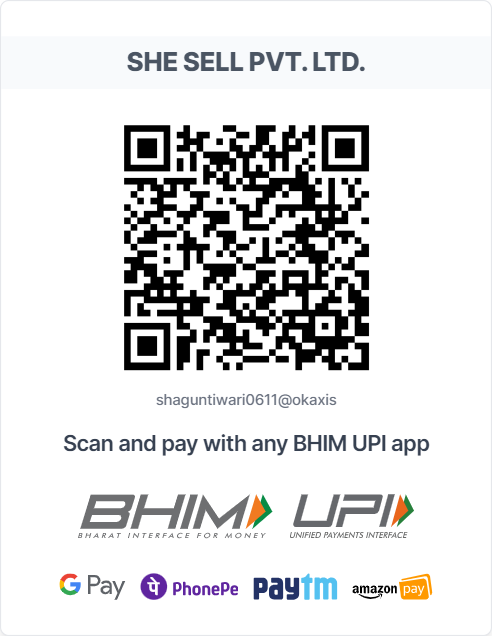 SHE SELL PVT. LTD.
shaguntiwari0611@okaxis
Scan and pay with any BHIM UPI app
BHIM UPI
BHARAT INTERFACE FOR MONEY UNIFIED PAYMENTS INTERFACE
G Pay PhonePe paytm amazon pay